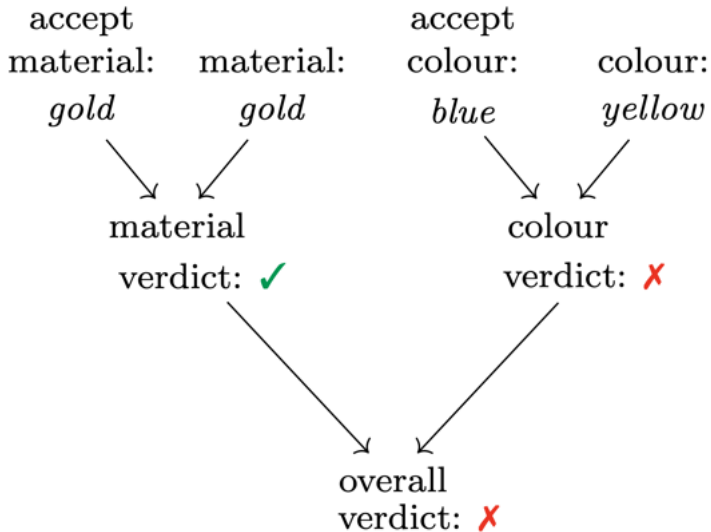 accept
material:
gold
material:
gold
accept
colour:
blue
colour:
yellow
material
verdict: ✓
colour
verdict: ✗
overall
verdict: ✗